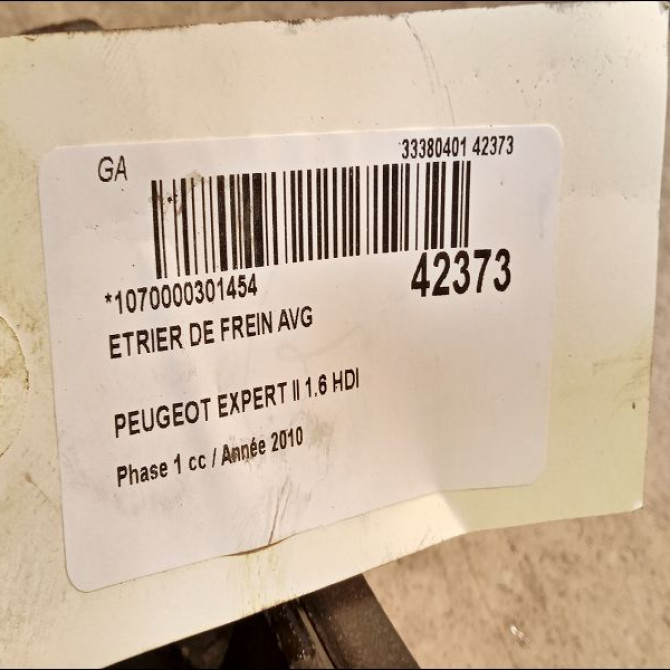 GA
33380401 42373
*1070000301454
42373
ETRIER DE FREIN AVG
PEUGEOT EXPERT II 1.6 HDI
Phase 1 cc / Année 2010